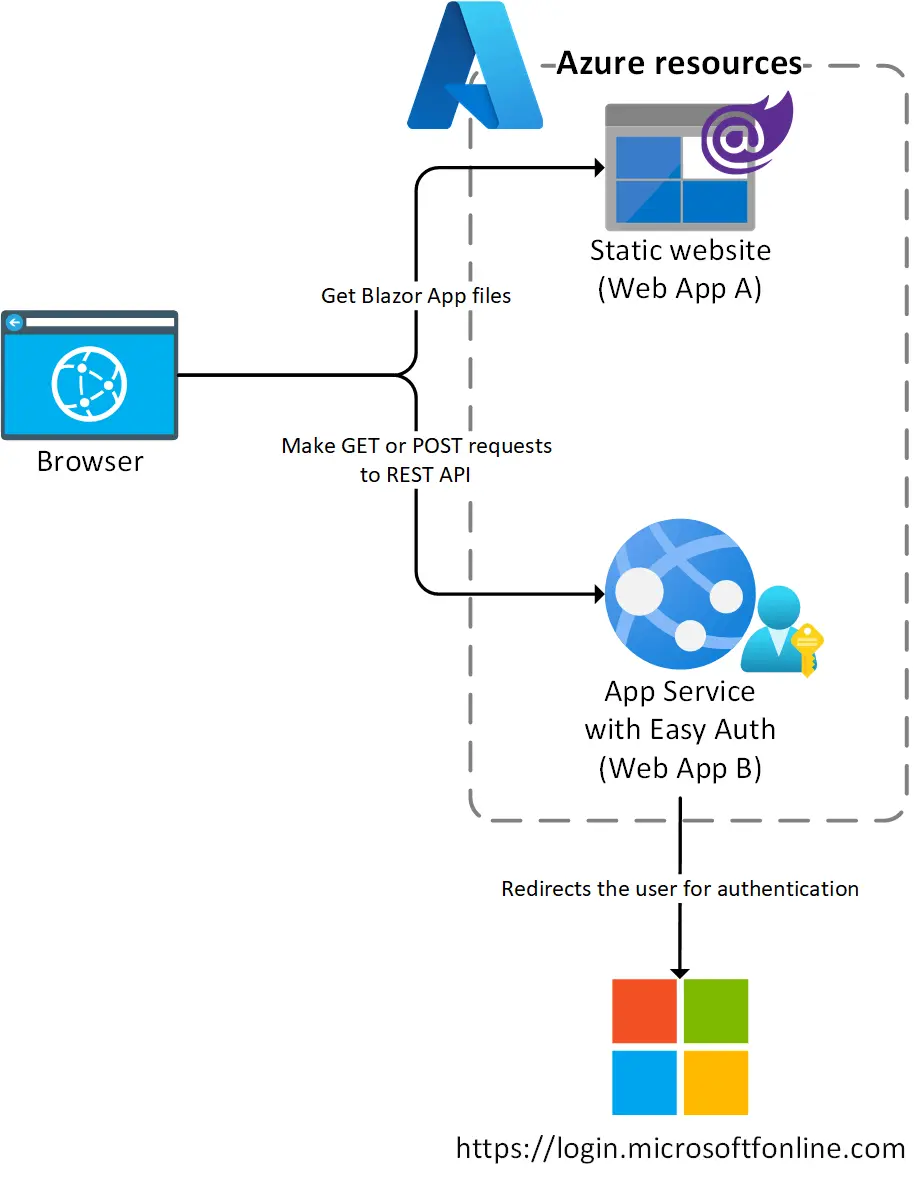 Azure resources
Static website
(Web App A)
Get Blazor App files
Browser
Make GET or POST requests
to REST API
App Service
with Easy Auth
(Web App B)
Redirects the user for authentication
https://login.microsoftfonline.com